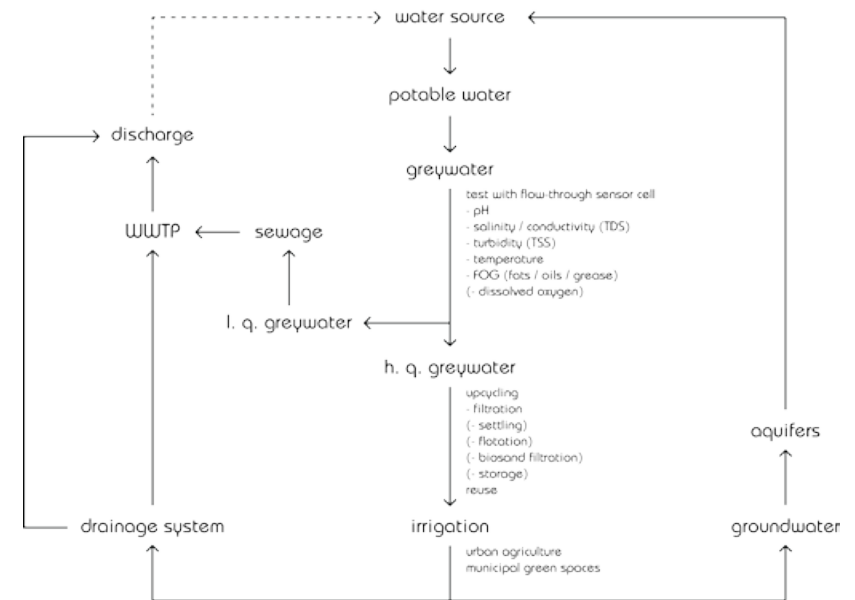 water source
potable water
discharge
greywater
test with flow-through sensor cell
· pH
· salinity / conductivity (TDS)
· turbidity (TSS)
· temperature
· FOG (fats / oils / grease)
(· dissolved oxygen)
WWTP
sewage
l. q. greywater
h. q. greywater
upcycling
· filtration
(· settling)
(· flotation)
(· biosand filtration)
(· storage)
reuse
aquifers
drainage system
irrigation
groundwater
urban agriculture
municipal green spaces